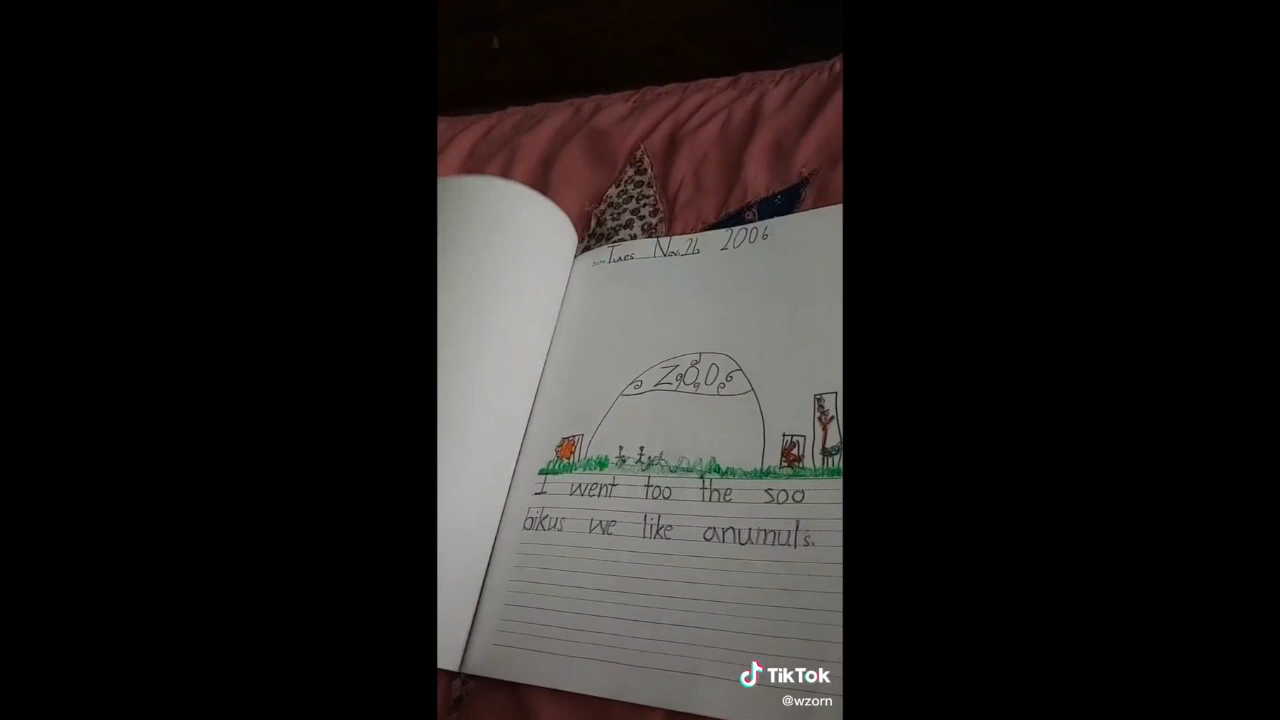 Tues Nov. 26 2006
ZOO
I went too the soo
bikus we like anumuls.
TikTok
@wzorn